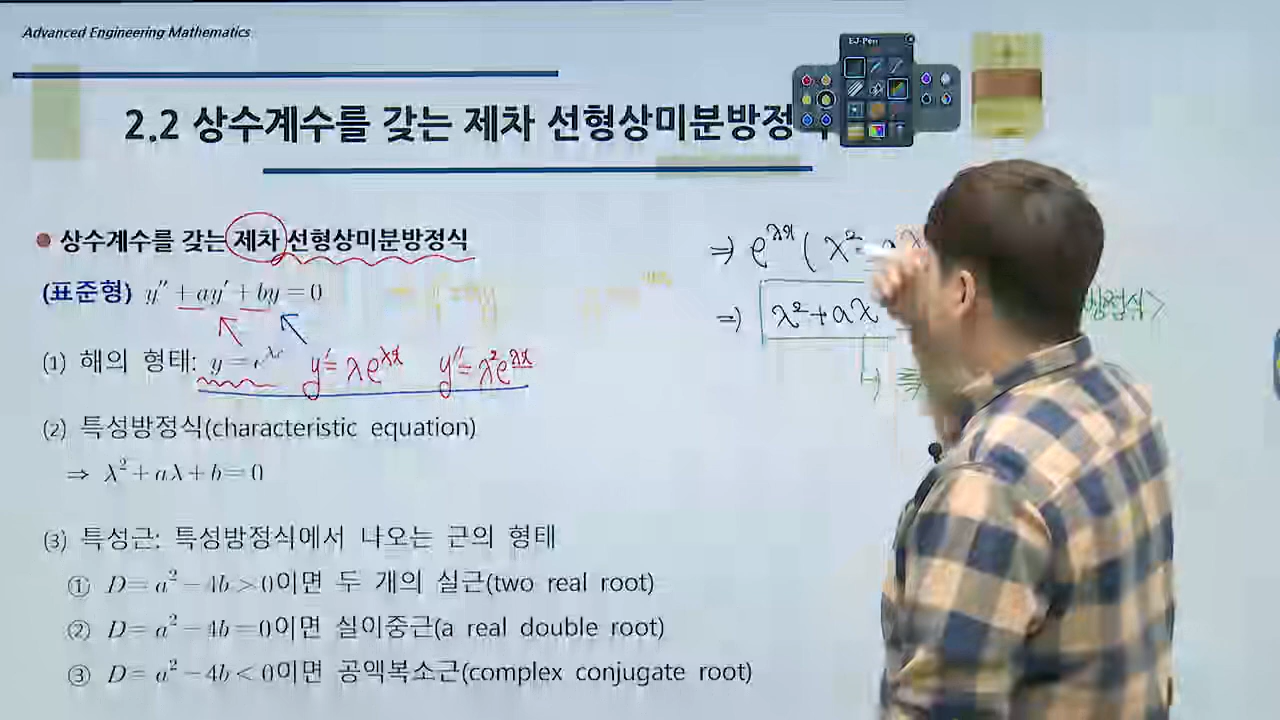 Advanced Engineering Mathematics
EJ-Pen
2.2 상수계수를 갖는 제차 선형상미분방정
● 상수계수를 갖는 제차 선형상미분방정식
(표준형) y'' + ay' + by = 0
(1) 해의 형태: y = e^{λx} y' = λe^{λx} y'' = λ²e^{λx}
(2) 특성방정식(characteristic equation)
⇒ λ² + aλ + b = 0
(3) 특성근: 특성방정식에서 나오는 근의 형태
① D = a² − 4b > 0이면 두 개의 실근(two real root)
② D = a² − 4b = 0이면 실이중근(a real double root)
③ D = a² − 4b < 0이면 공액복소근(complex conjugate root)
⇒ e^{λx} ( λ²
⇒ λ² + aλ
방정식>